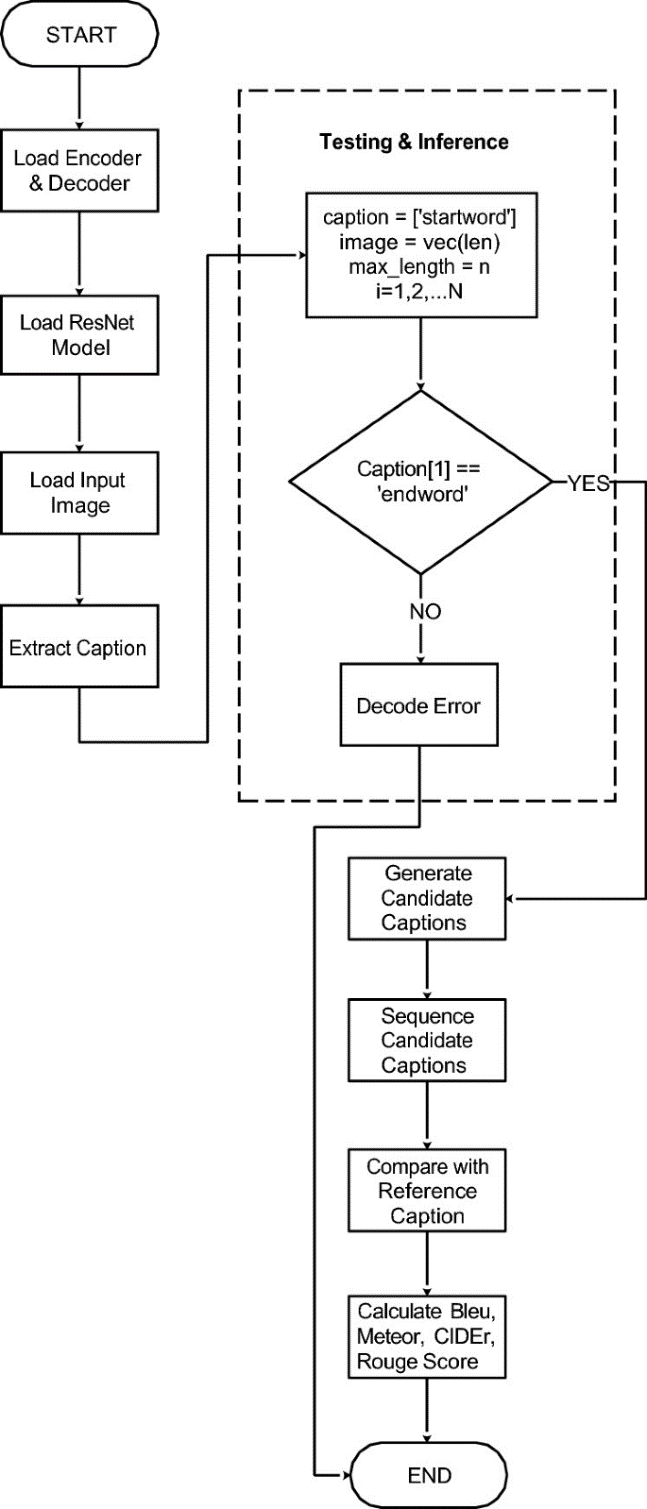 START
Load Encoder
& Decoder
Load ResNet
Model
Load Input
Image
Extract Caption
Testing & Inference
caption = ['startword']
image = vec(len)
max_length = n
i=1,2,...N
Caption[1] ==
'endword'
YES
NO
Decode Error
Generate
Candidate
Captions
Sequence
Candidate
Captions
Compare with
Reference
Caption
Calculate Bleu,
Meteor, CIDEr,
Rouge Score
END